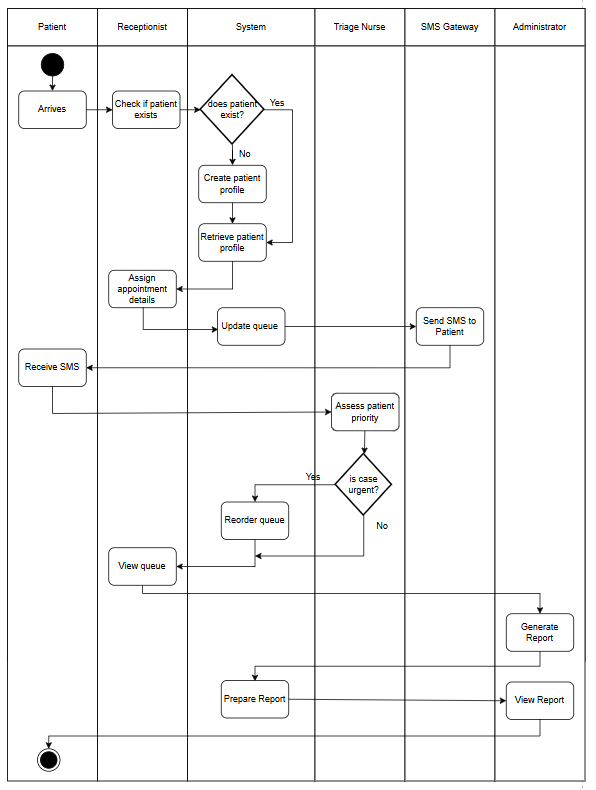 Patient
Receptionist
System
Triage Nurse
SMS Gateway
Administrator
Arrives
Check if patient
exists
does patient
exist?
Yes
No
Create patient
profile
Retrieve patient
profile
Assign
appointment
details
Update queue
Send SMS to
Patient
Receive SMS
Assess patient
priority
is case
urgent?
Yes
No
Reorder queue
View queue
Generate
Report
Prepare Report
View Report